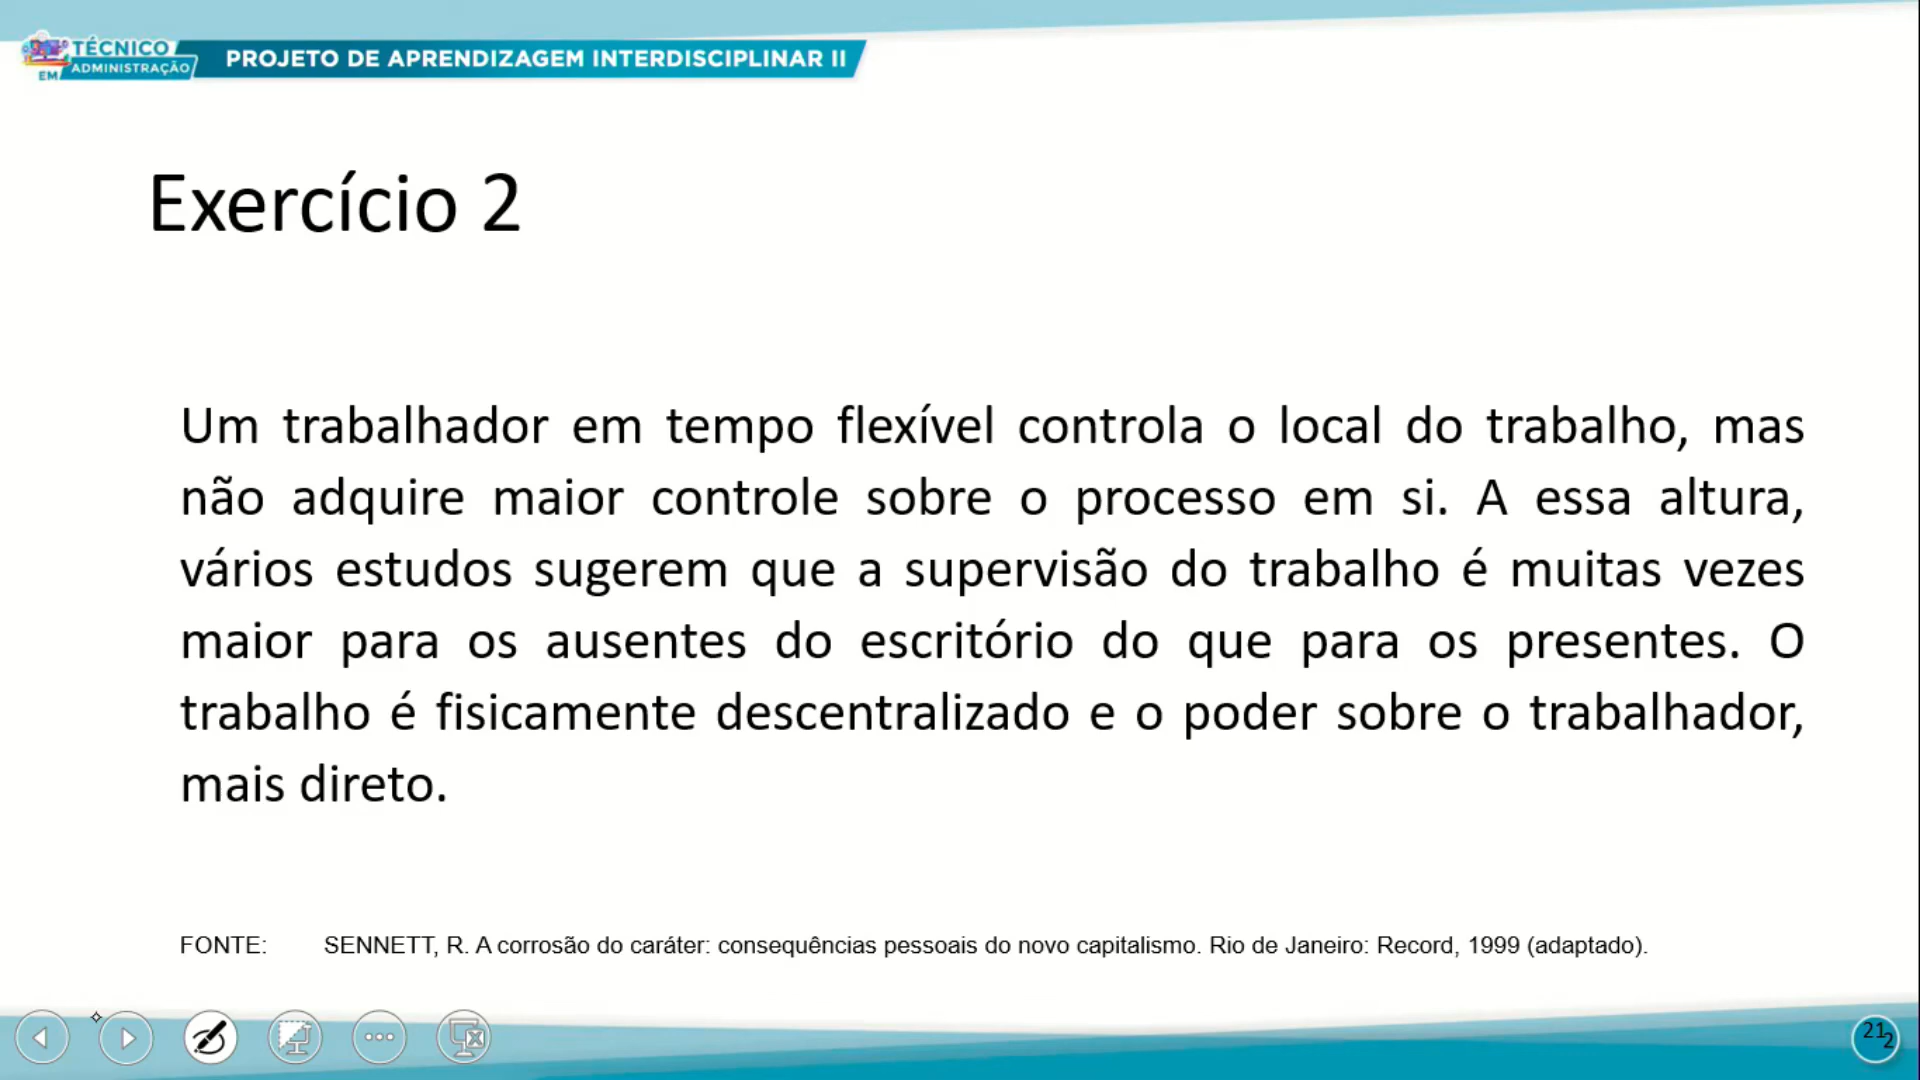 TÉCNICO
EM ADMINISTRAÇÃO
PROJETO DE APRENDIZAGEM INTERDISCIPLINAR II
Exercício 2
Um trabalhador em tempo flexível controla o local do trabalho, mas
não adquire maior controle sobre o processo em si. A essa altura,
vários estudos sugerem que a supervisão do trabalho é muitas vezes
maior para os ausentes do escritório do que para os presentes. O
trabalho é fisicamente descentralizado e o poder sobre o trabalhador,
mais direto.
FONTE: SENNETT, R. A corrosão do caráter: consequências pessoais do novo capitalismo. Rio de Janeiro: Record, 1999 (adaptado).
21
2